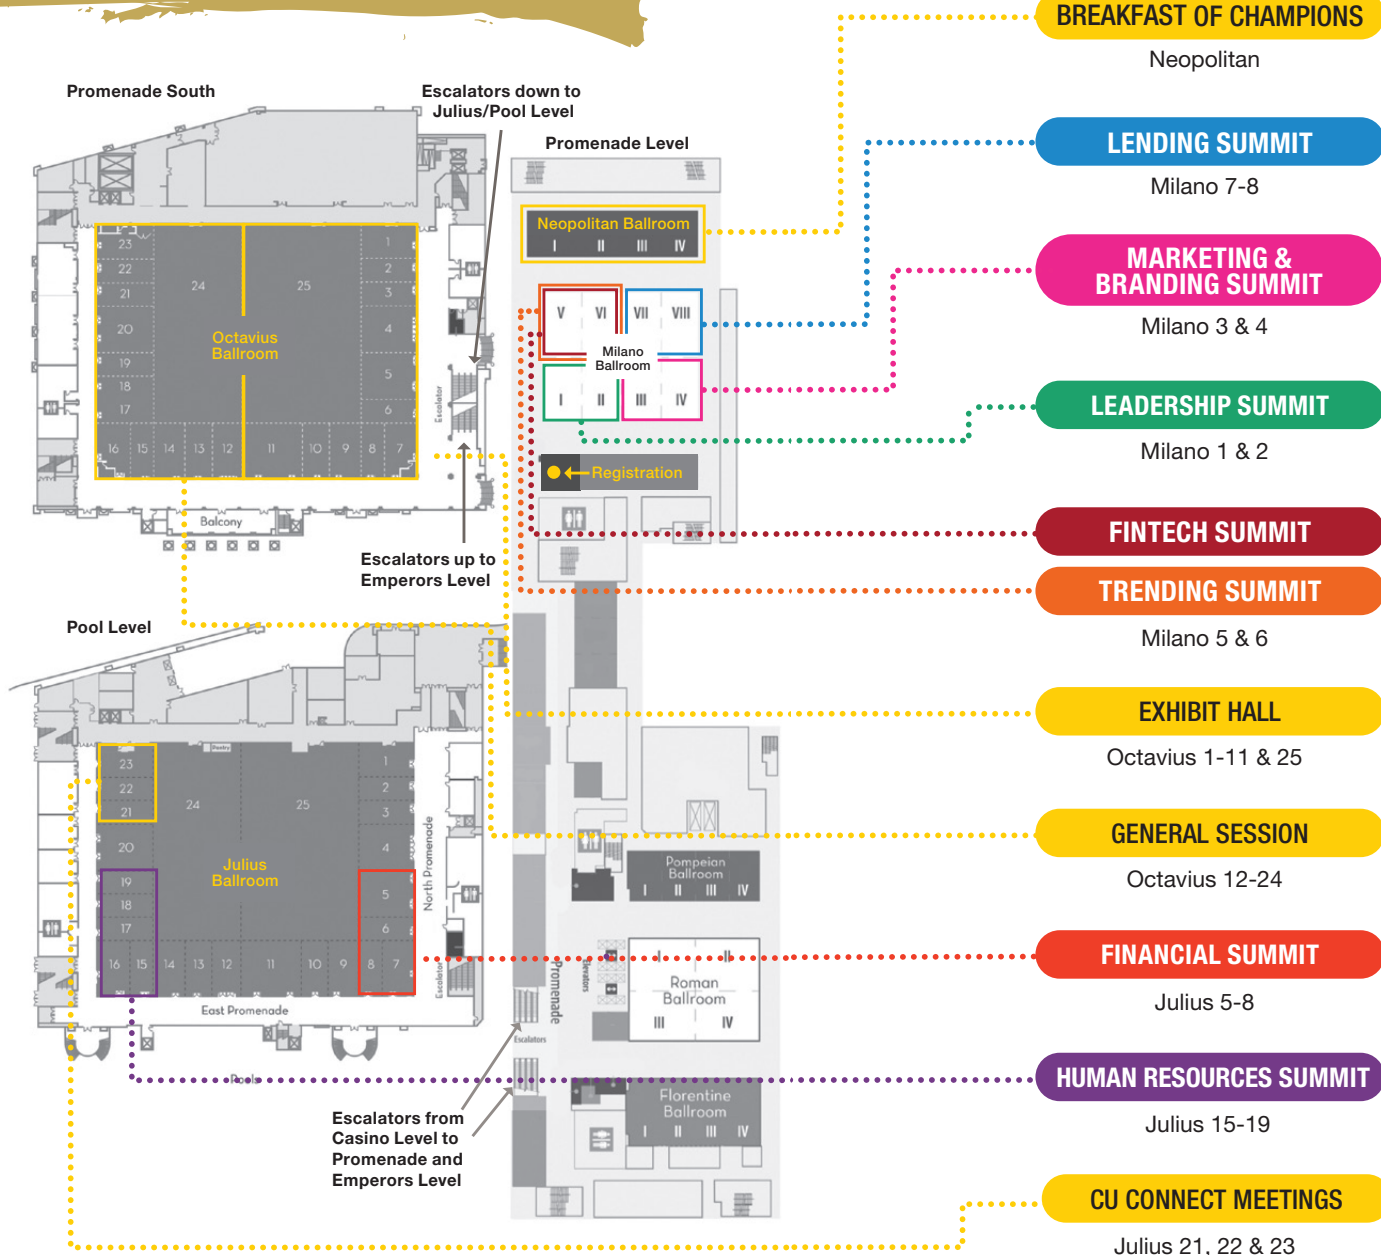 BREAKFAST OF CHAMPIONS
Neopolitan
LENDING SUMMIT
Milano 7-8
MARKETING &
BRANDING SUMMIT
Milano 3 & 4
LEADERSHIP SUMMIT
Milano 1 & 2
FINTECH SUMMIT
TRENDING SUMMIT
Milano 5 & 6
EXHIBIT HALL
Octavius 1-11 & 25
GENERAL SESSION
Octavius 12-24
FINANCIAL SUMMIT
Julius 5-8
HUMAN RESOURCES SUMMIT
Julius 15-19
CU CONNECT MEETINGS
Julius 21, 22 & 23
Promenade South
Escalators down to
Julius/Pool Level
23
22
21
20
19
18
17
16 15 14 13 12 11 10 9 8 7
24
25
1
2
3
4
5
6
Octavius
Ballroom
Escalator
Balcony
Escalators up to
Emperors Level
Promenade Level
Neopolitan Ballroom
I II III IV
V VI VII VIII
Milano
Ballroom
I II III IV
Registration
Pool Level
Pantry
23
22
21
20
19
18
17
16 15 14 13 12 11 10 9 8 7
24
25
1
2
3
4
5
6
Julius
Ballroom
North Promenade
Escalator
East Promenade
Pools
Pompeian
Ballroom
I II III IV
Promenade
Elevators
I II
Roman
Ballroom
III IV
Escalators
Florentine
Ballroom
I II III IV
Escalators from
Casino Level to
Promenade and
Emperors Level